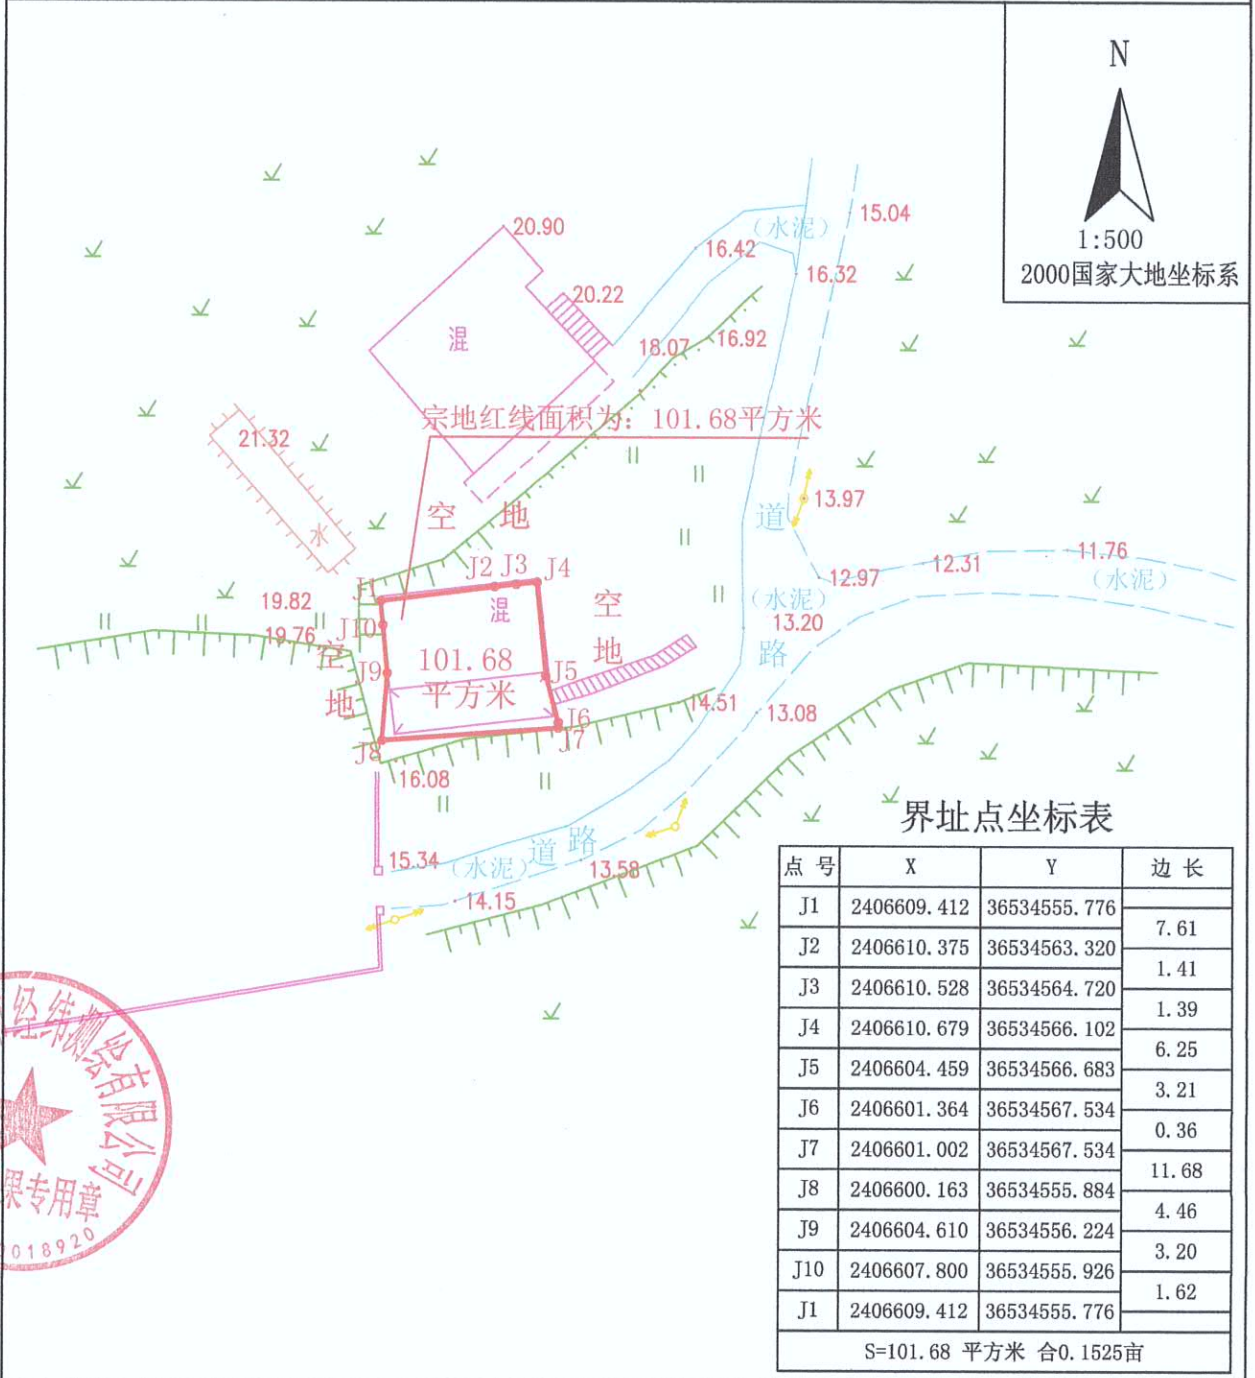 N
1:500
2000国家大地坐标系
20.90
15.04
(水泥)
16.42
16.32
20.22
混
18.07
16.92
宗地红线面积为: 101.68平方米
21.32
水
空 地
道
13.97
J1 J2 J3 J4
混
12.97
12.31
11.76
(水泥)
(水泥)
19.82
空
地
13.20
J10
19.76
空
地
路
J9
101.68
平方米
J5
14.51
13.08
J6
J7
J8
16.08
15.34
(水泥)
道 路
13.58
14.15
界址点坐标表
点 号 X Y 边 长
J1 2406609.412 36534555.776
7.61
J2 2406610.375 36534563.320
1.41
J3 2406610.528 36534564.720
1.39
J4 2406610.679 36534566.102
6.25
J5 2406604.459 36534566.683
3.21
J6 2406601.364 36534567.534
0.36
J7 2406601.002 36534567.534
11.68
J8 2406600.163 36534555.884
4.46
J9 2406604.610 36534556.224
3.20
J10 2406607.800 36534555.926
1.62
J1 2406609.412 36534555.776
S=101.68 平方米 合0.1525亩
经纬测绘有限公司
果专用章
018920